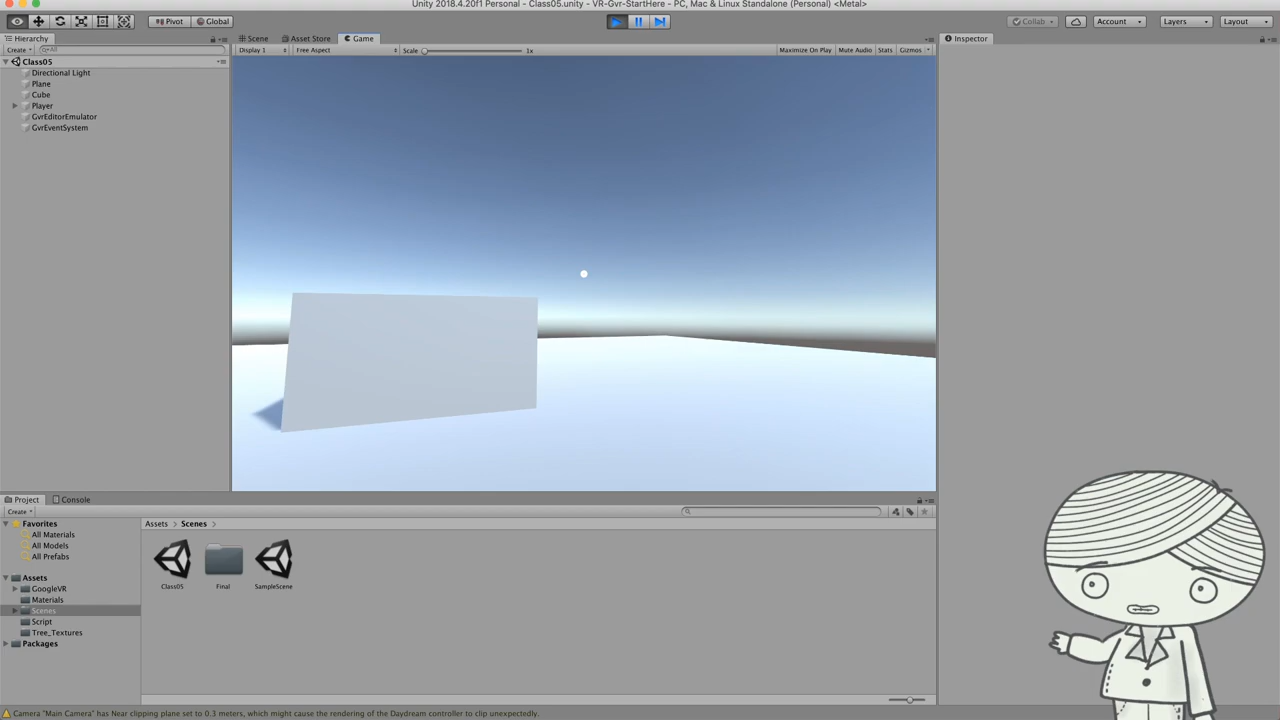 Unity 2018.4.20f1 Personal - Class05.unity - VR-Gvr-StartHere - PC, Mac & Linux Standalone (Personal) <Metal>
Pivot Global Collab Account Layers Layout
Hierarchy Scene Asset Store Game Inspector
Create All Display 1 Free Aspect Scale 1x Maximize On Play Mute Audio Stats Gizmos
Class05
Directional Light
Plane
Cube
Player
GvrEditorEmulator
GvrEventSystem
Project Console
Create
Favorites Assets Scenes
All Materials
All Models
All Prefabs
Assets
GoogleVR Class05 Final SampleScene
Materials
Scenes
Script
Tree_Textures
Packages
Camera "Main Camera" has Near clipping plane set to 0.3 meters, which might cause the rendering of the Daydream controller to clip unexpectedly.